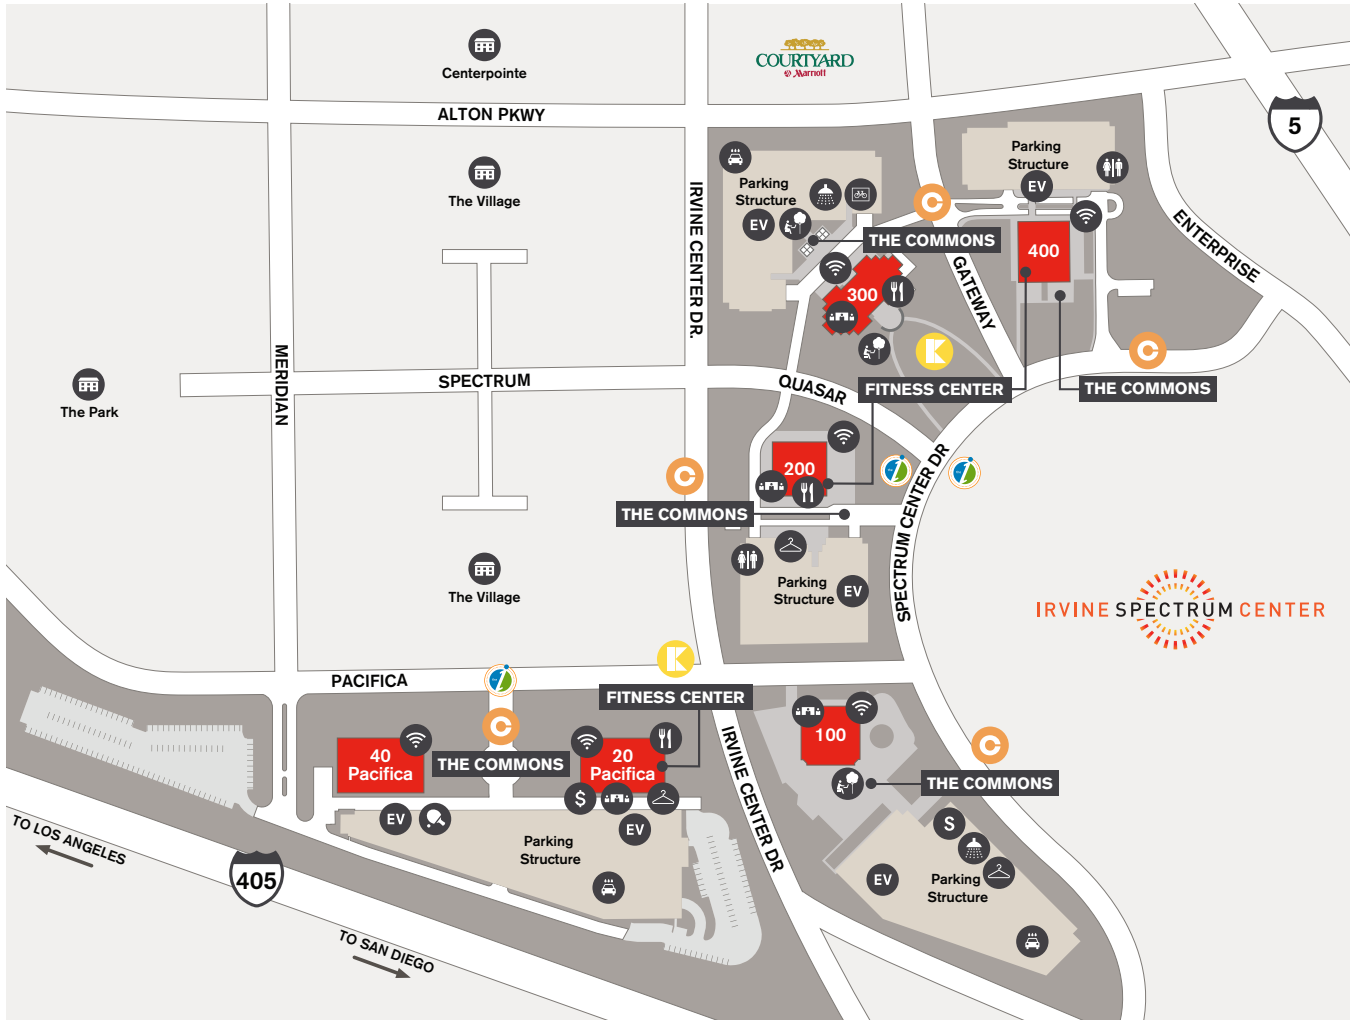 Centerpointe
COURTYARD
Marriott
ALTON PKWY
5
The Village
Parking
Structure
EV
Parking
Structure
EV
IRVINE CENTER DR.
C
THE COMMONS
400
ENTERPRISE
GATEWAY
300
K
C
MERIDIAN
SPECTRUM
The Park
QUASAR
FITNESS CENTER
THE COMMONS
200
C
THE COMMONS
SPECTRUM CENTER DR
The Village
Parking
Structure
EV
IRVINE SPECTRUM CENTER
PACIFICA
K
FITNESS CENTER
C
THE COMMONS
40
Pacifica
20
Pacifica
$
IRVINE CENTER DR
100
C
THE COMMONS
EV
EV
Parking
Structure
S
EV
Parking
Structure
TO LOS ANGELES
405
TO SAN DIEGO